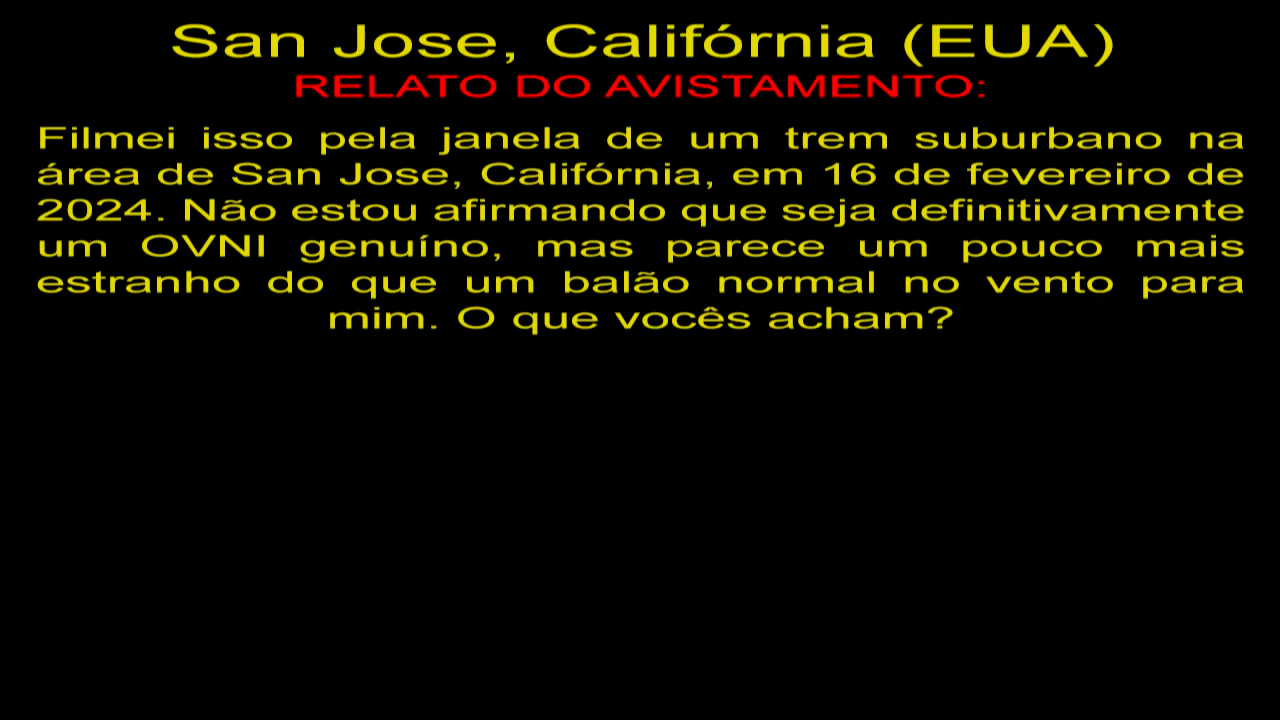 San Jose, Califórnia (EUA)
RELATO DO AVISTAMENTO:
Filmei isso pela janela de um trem suburbano na
área de San Jose, Califórnia, em 16 de fevereiro de
2024. Não estou afirmando que seja definitivamente
um OVNI genuíno, mas parece um pouco mais
estranho do que um balão normal no vento para
mim. O que vocês acham?